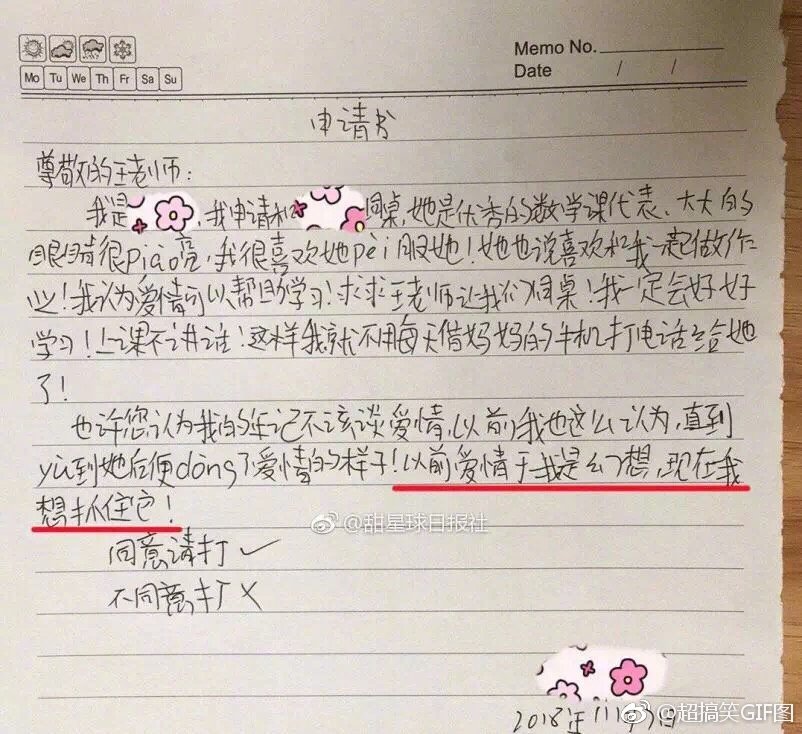 Memo No.
Date / /
Mo Tu We Th Fr Sa Su
申请书
尊敬的王老师：
我是 ，我申请和 同桌，她是优秀的数学课代表、大大的
眼睛很piào亮，我很喜欢她pèi服她！她也说喜欢和我一起做作
业！我认为爱情可以帮助学习！求求王老师让我们同桌！我一定会好好
学习！上课不讲话！这样我就不用每天借妈妈的手机打电话给她
了！
也许您认为我的年记不该谈爱情，以前我也这么认为，直到
yù到她后便dǒng了爱情的样子！以前爱情于我是幻想，现在我
想抓住它！
@甜星球日报社
同意请打✓
不同意打×
2018年
@超搞笑GIF图